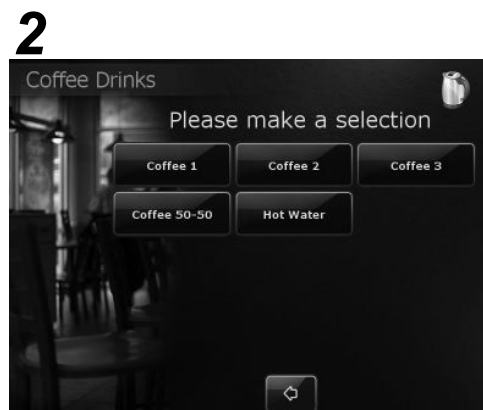 2
Coffee Drinks
Please make a selection
Coffee 1 Coffee 2 Coffee 3
Coffee 50-50 Hot Water